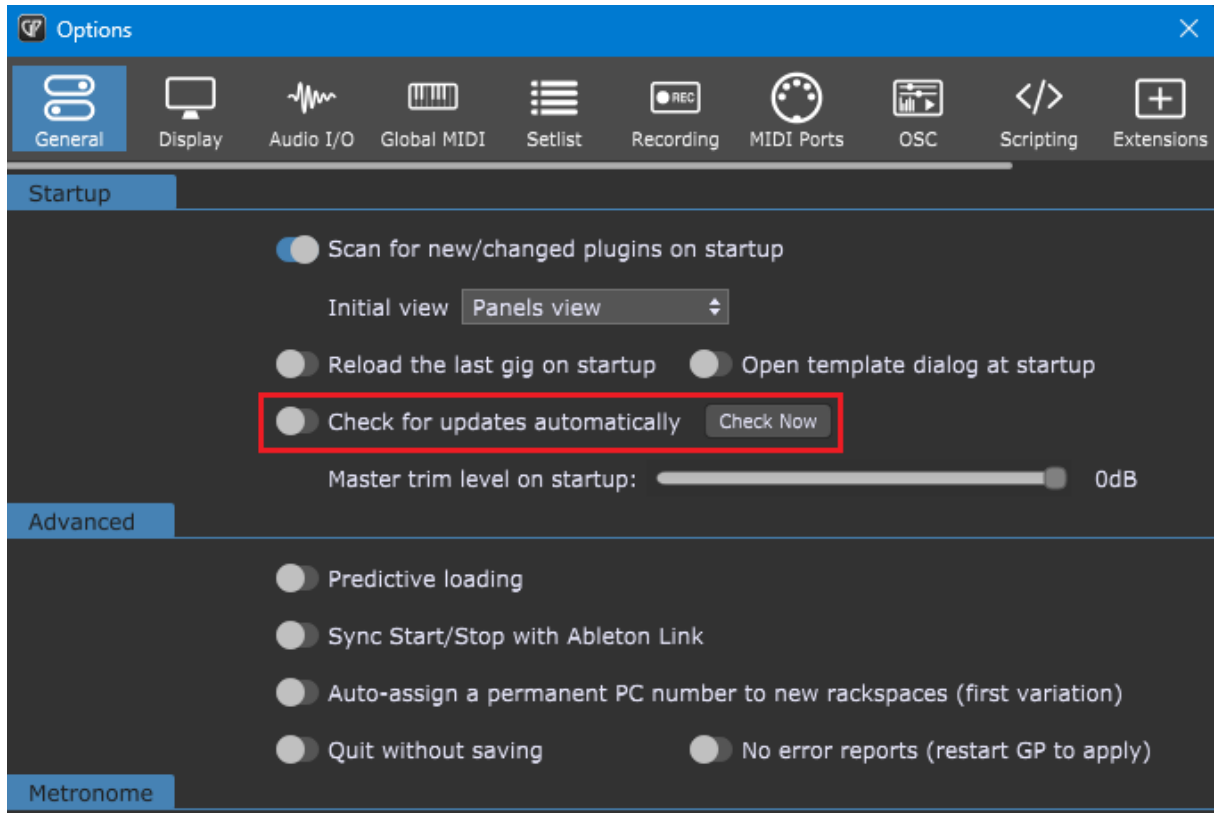 GP Options
General Display Audio I/O Global MIDI Setlist REC Recording MIDI Ports OSC </> Scripting Extensions
Startup
Scan for new/changed plugins on startup
Initial view Panels view
Reload the last gig on startup Open template dialog at startup
Check for updates automatically Check Now
Master trim level on startup: 0dB
Advanced
Predictive loading
Sync Start/Stop with Ableton Link
Auto-assign a permanent PC number to new rackspaces (first variation)
Quit without saving No error reports (restart GP to apply)
Metronome